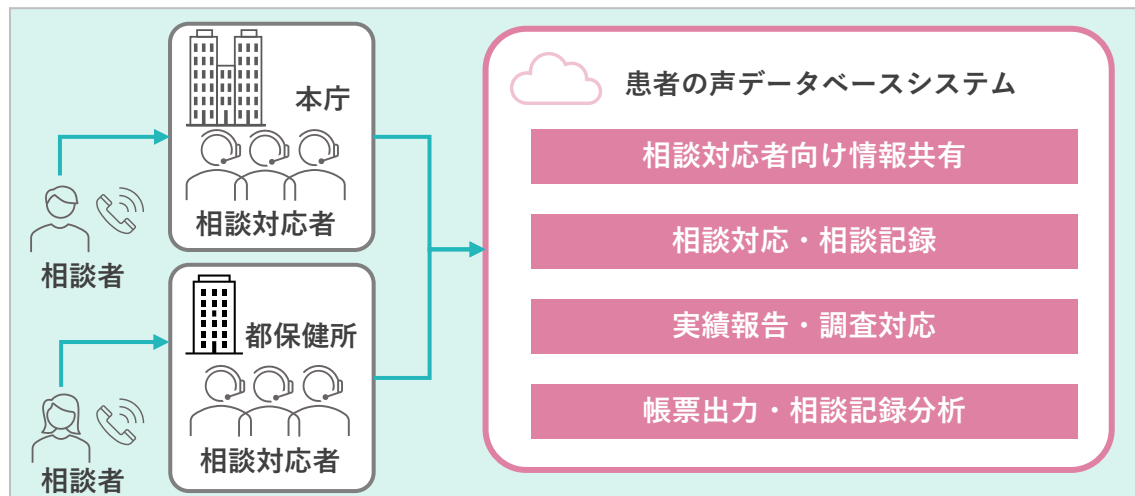 本庁
相談対応者
相談者
都保健所
相談対応者
相談者
患者の声データベースシステム
相談対応者向け情報共有
相談対応・相談記録
実績報告・調査対応
帳票出力・相談記録分析